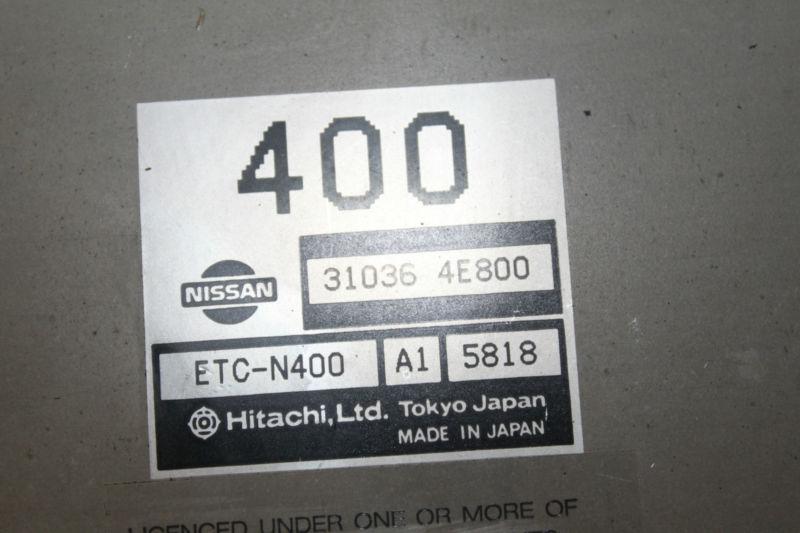 400
NISSAN
31036 4E800
ETC-N400 A1 5818
Hitachi, Ltd. Tokyo Japan
MADE IN JAPAN
LICENCED UNDER ONE OR MORE OF